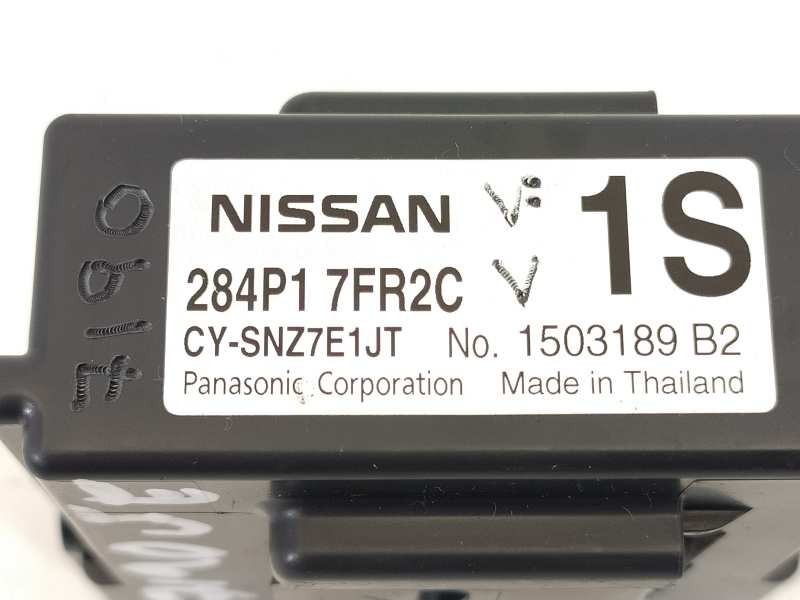 NISSAN V 1S
284P1 7FR2C V
CY-SNZ7E1JT No. 1503189 B2
Panasonic Corporation Made in Thailand